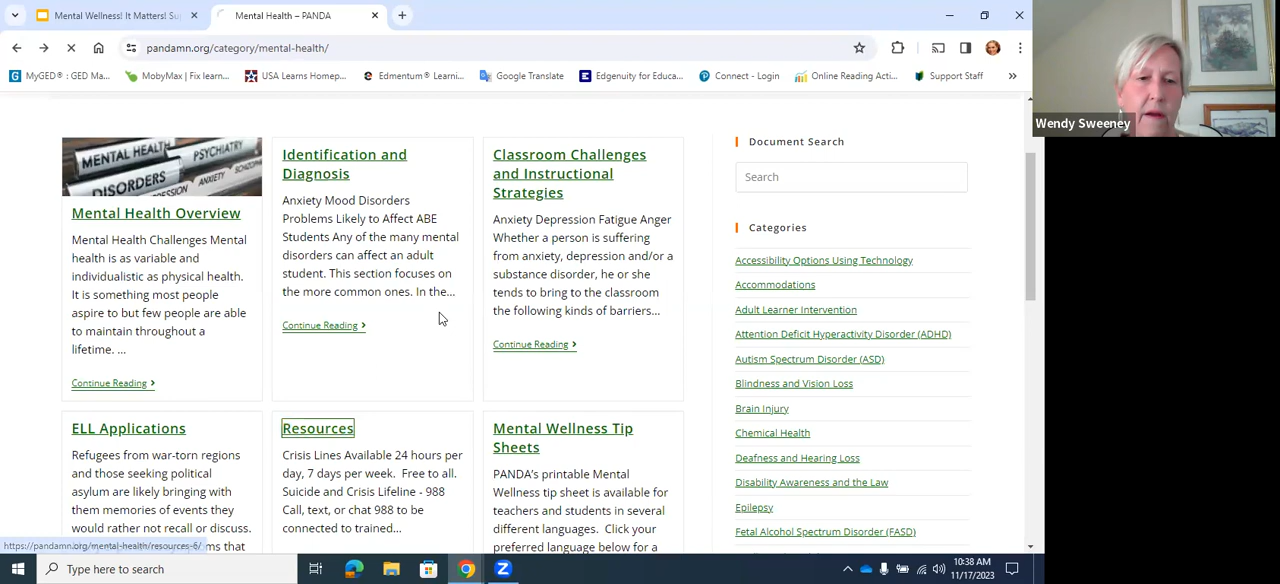 Mental Wellness! It Matters! Su
Mental Health – PANDA
pandamn.org/category/mental-health/
MyGED® : GED Ma...
MobyMax | Fix learn...
USA Learns Homep...
Edmentum® Learni...
Google Translate
Edgenuity for Educa...
Connect - Login
Online Reading Acti...
Support Staff
»
Wendy Sweeney
MENTAL HEALTH
PSYCHIATRY
DISORDERS
ANXIETY
Mental Health Overview
Mental Health Challenges Mental
health is as variable and
individualistic as physical health.
It is something most people
aspire to but few people are able
to maintain throughout a
lifetime. ...
Continue Reading >
Identification and
Diagnosis
Anxiety Mood Disorders
Problems Likely to Affect ABE
Students Any of the many mental
disorders can affect an adult
student. This section focuses on
the more common ones. In the...
Continue Reading >
Classroom Challenges
and Instructional
Strategies
Anxiety Depression Fatigue Anger
Whether a person is suffering
from anxiety, depression and/or a
substance disorder, he or she
tends to bring to the classroom
the following kinds of barriers...
Continue Reading >
ELL Applications
Refugees from war-torn regions
and those seeking political
asylum are likely bringing with
them memories of events they
would rather not recall or discuss.
ms that
Resources
Crisis Lines Available 24 hours per
day, 7 days per week. Free to all.
Suicide and Crisis Lifeline - 988
Call, text, or chat 988 to be
connected to trained...
Mental Wellness Tip
Sheets
PANDA's printable Mental
Wellness tip sheet is available for
teachers and students in several
different languages. Click your
preferred language below for a
Document Search
Search
Categories
Accessibility Options Using Technology
Accommodations
Adult Learner Intervention
Attention Deficit Hyperactivity Disorder (ADHD)
Autism Spectrum Disorder (ASD)
Blindness and Vision Loss
Brain Injury
Chemical Health
Deafness and Hearing Loss
Disability Awareness and the Law
Epilepsy
Fetal Alcohol Spectrum Disorder (FASD)
https://pandamn.org/mental-health/resources-6/
Type here to search
10:38 AM
11/17/2023